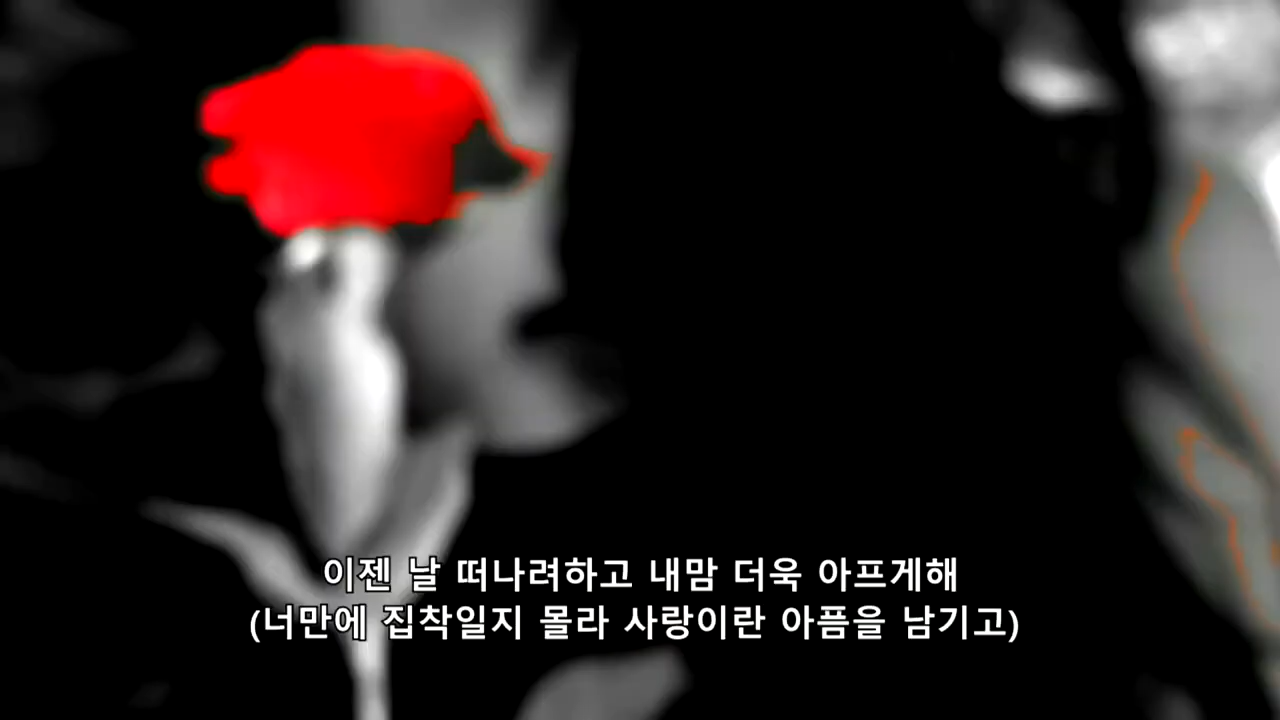 이젠 날 떠나려하고 내맘 더욱 아프게해
(너만에 집착일지 몰라 사랑이란 아픔을 남기고)